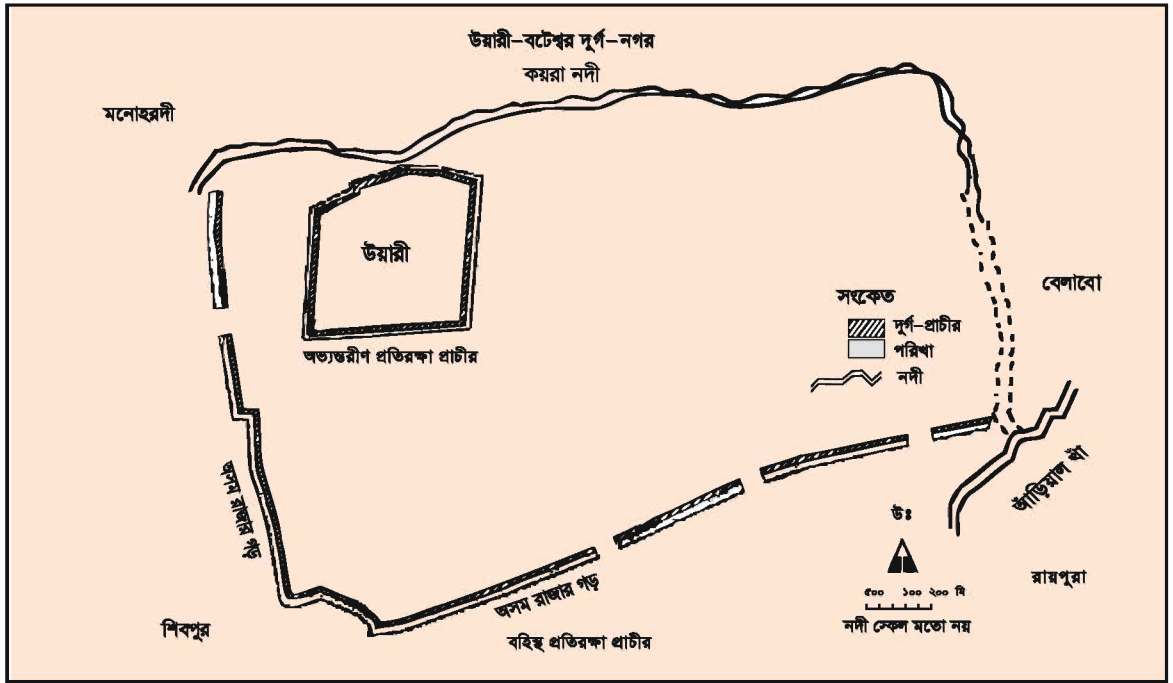 উয়ারী–বটেশ্বর দুর্গ–নগর
কয়রা নদী
মনোহরদী
উয়ারী
বেলাবো
সংকেত
দুর্গ–প্রাচীর
পরিখা
নদী
অভ্যন্তরীণ প্রতিরক্ষা প্রাচীর
অসম রাজার গড়
আঁড়িয়াল খাঁ
উঃ
রায়পুরা
৫০০ ১০০ ২০০ মি
অসম রাজার গড়
নদী স্কেল মতো নয়
শিবপুর
বহিস্থ প্রতিরক্ষা প্রাচীর